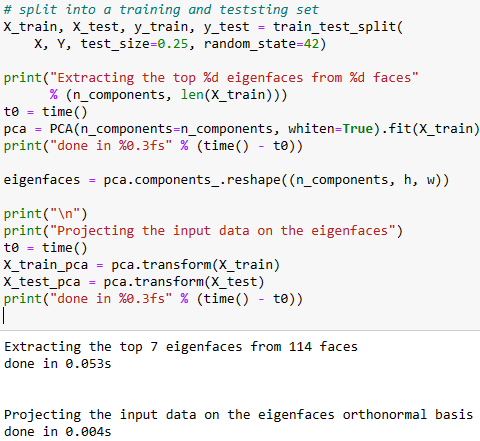 # split into a training and teststing set
X_train, X_test, y_train, y_test = train_test_split(
    X, Y, test_size=0.25, random_state=42)

print("Extracting the top %d eigenfaces from %d faces"
      % (n_components, len(X_train)))
t0 = time()
pca = PCA(n_components=n_components, whiten=True).fit(X_train)
print("done in %0.3fs" % (time() - t0))

eigenfaces = pca.components_.reshape((n_components, h, w))

print("\n")
print("Projecting the input data on the eigenfaces")
t0 = time()
X_train_pca = pca.transform(X_train)
X_test_pca = pca.transform(X_test)
print("done in %0.3fs" % (time() - t0))

Extracting the top 7 eigenfaces from 114 faces
done in 0.053s

Projecting the input data on the eigenfaces orthonormal basis
done in 0.004s